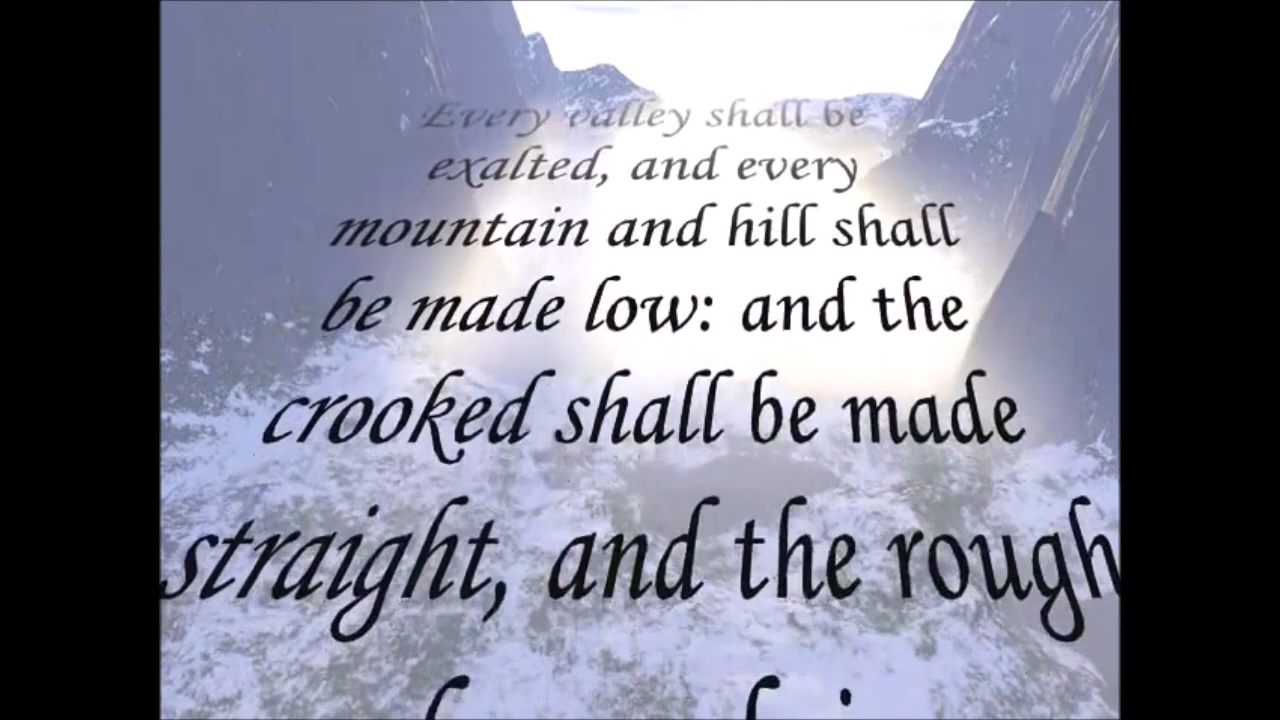 Every valley shall be
exalted, and every
mountain and hill shall
be made low: and the
crooked shall be made
straight, and the rough